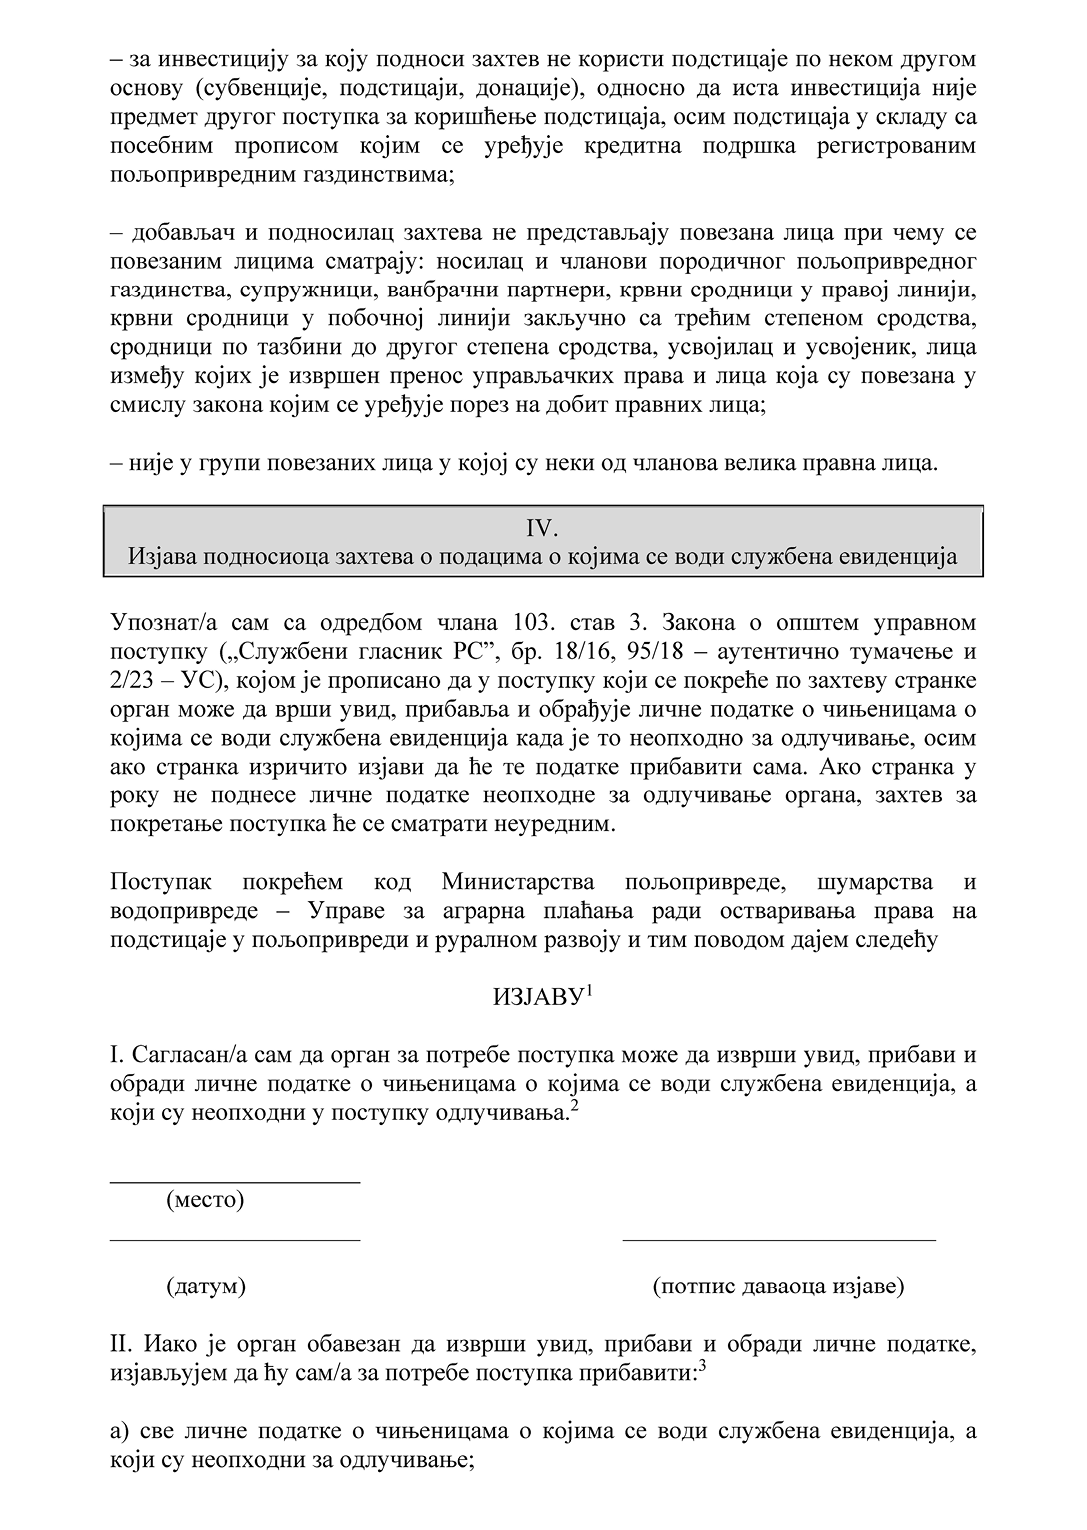 – за инвестицију за коју подноси захтев не користи подстицаје по неком другом
основу (субвенције, подстицаји, донације), односно да иста инвестиција није
предмет другог поступка за коришћење подстицаја, осим подстицаја у складу са
посебним прописом којим се уређује кредитна подршка регистрованим
пољопривредним газдинствима;
– добављач и подносилац захтева не представљају повезана лица при чему се
повезаним лицима сматрају: носилац и чланови породичног пољопривредног
газдинства, супружници, ванбрачни партнери, крвни сродници у правој линији,
крвни сродници у побочној линији закључно са трећим степеном сродства,
сродници по тазбини до другог степена сродства, усвојилац и усвојеник, лица
између којих је извршен пренос управљачких права и лица која су повезана у
смислу закона којим се уређује порез на добит правних лица;
– није у групи повезаних лица у којој су неки од чланова велика правна лица.
IV.
Изјава подносиоца захтева о подацима о којима се води службена евиденција
Упознат/а сам са одредбом члана 103. став 3. Закона о општем управном
поступку („Службени гласник РС”, бр. 18/16, 95/18 – аутентично тумачење и
2/23 – УС), којом је прописано да у поступку који се покреће по захтеву странке
орган може да врши увид, прибавља и обрађује личне податке о чињеницама о
којима се води службена евиденција када је то неопходно за одлучивање, осим
ако странка изричито изјави да ће те податке прибавити сама. Ако странка у
року не поднесе личне податке неопходне за одлучивање органа, захтев за
покретање поступка ће се сматрати неуредним.
Поступак покрећем код Министарства пољопривреде, шумарства и
водопривреде – Управе за аграрна плаћања ради остваривања права на
подстицаје у пољопривреди и руралном развоју и тим поводом дајем следећу
ИЗЈАВУ1
I. Сагласан/а сам да орган за потребе поступка може да изврши увид, прибави и
обради личне податке о чињеницама о којима се води службена евиденција, а
који су неопходни у поступку одлучивања.2
(место)
(датум) (потпис даваоца изјаве)
II. Иако је орган обавезан да изврши увид, прибави и обради личне податке,
изјављујем да ћу сам/а за потребе поступка прибавити:3
а) све личне податке о чињеницама о којима се води службена евиденција, а
који су неопходни за одлучивање;